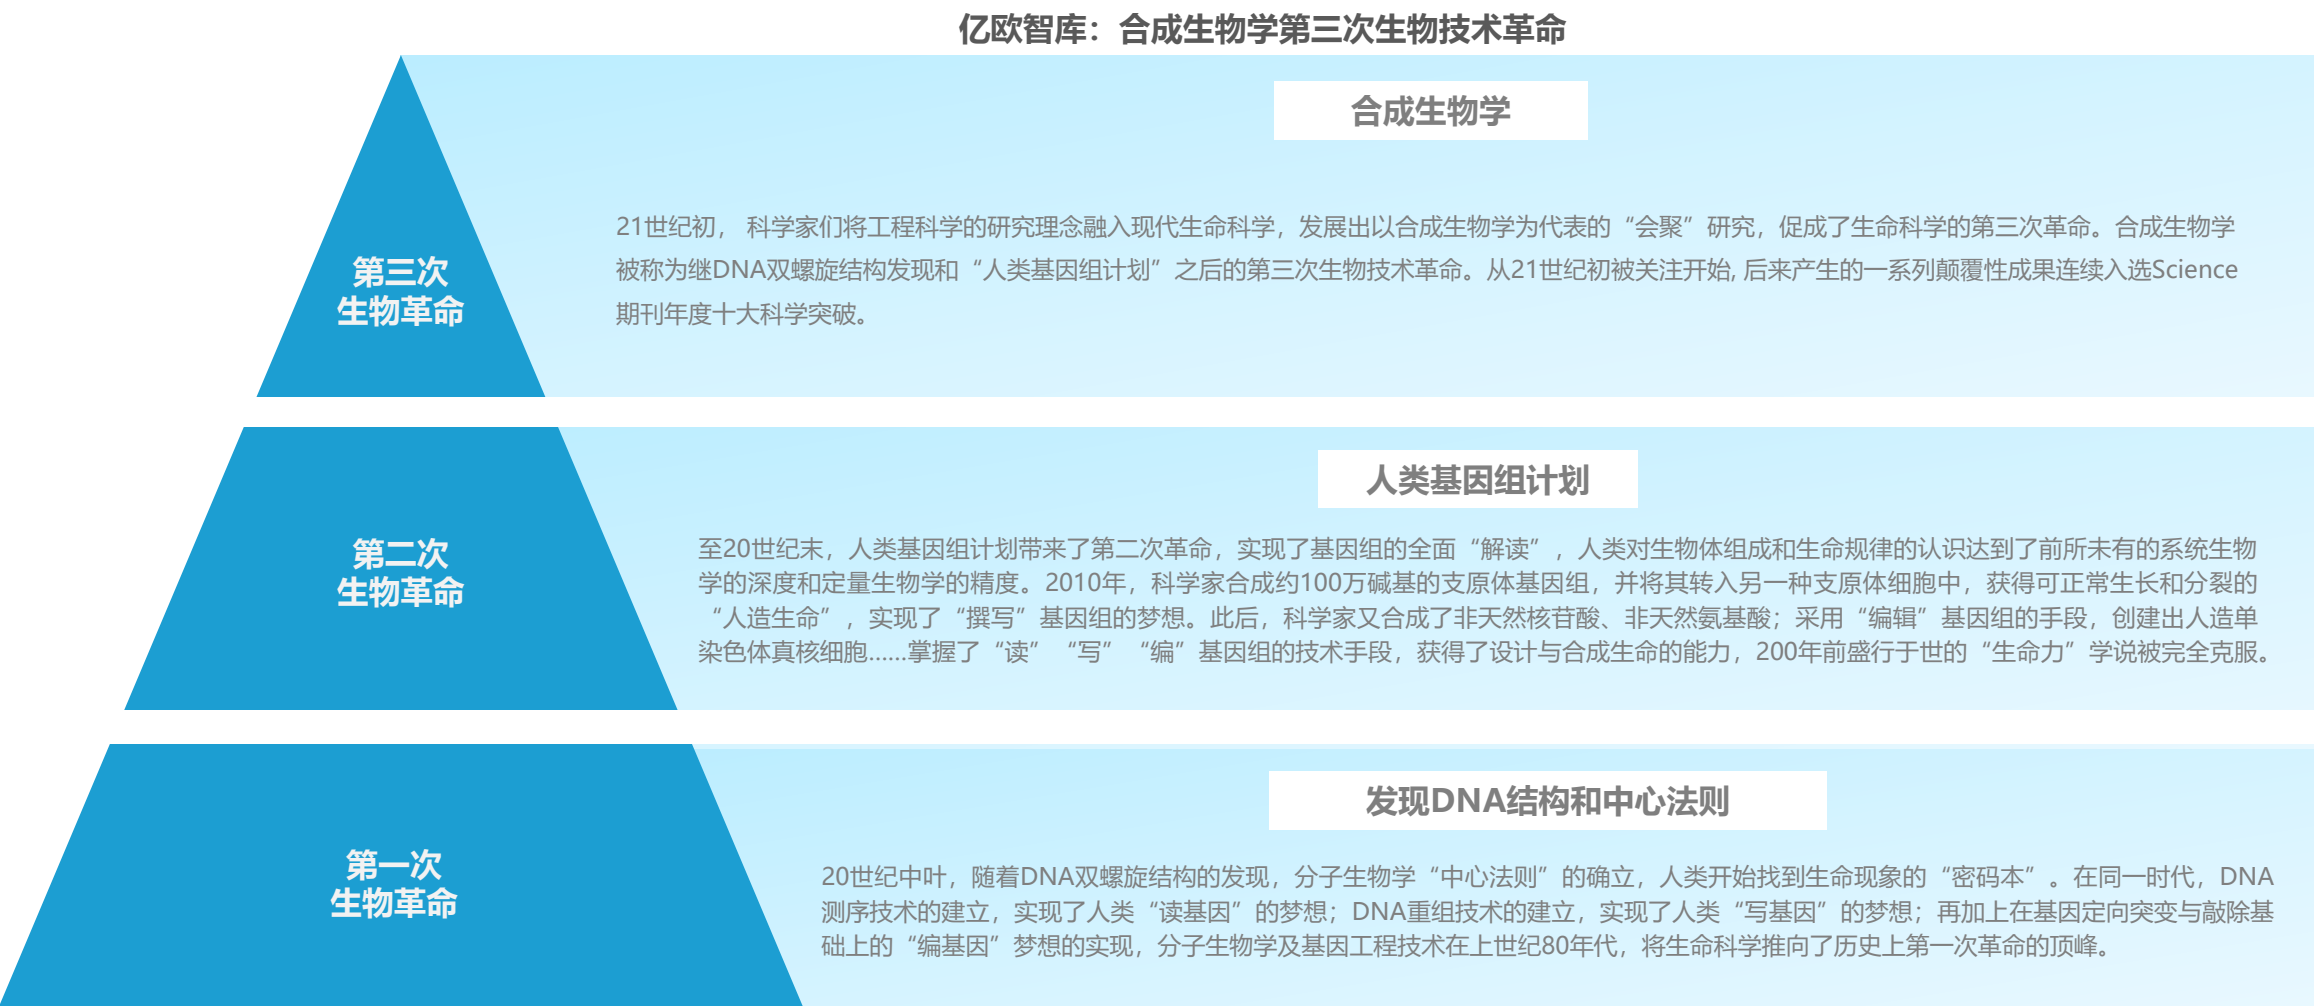 亿欧智库：合成生物学第三次生物技术革命
合成生物学
第三次
生物革命
21世纪初， 科学家们将工程科学的研究理念融入现代生命科学，发展出以合成生物学为代表的“会聚”研究，促成了生命科学的第三次革命。合成生物学
被称为继DNA双螺旋结构发现和“人类基因组计划”之后的第三次生物技术革命。从21世纪初被关注开始, 后来产生的一系列颠覆性成果连续入选Science
期刊年度十大科学突破。
人类基因组计划
第二次
生物革命
至20世纪末，人类基因组计划带来了第二次革命，实现了基因组的全面“解读”，人类对生物体组成和生命规律的认识达到了前所未有的系统生物
学的深度和定量生物学的精度。2010年，科学家合成约100万碱基的支原体基因组，并将其转入另一种支原体细胞中，获得可正常生长和分裂的
“人造生命”，实现了“撰写”基因组的梦想。此后，科学家又合成了非天然核苷酸、非天然氨基酸；采用“编辑”基因组的手段，创建出人造单
染色体真核细胞……掌握了“读”“写”“编”基因组的技术手段，获得了设计与合成生命的能力，200年前盛行于世的“生命力”学说被完全克服。
发现DNA结构和中心法则
第一次
生物革命
20世纪中叶，随着DNA双螺旋结构的发现，分子生物学“中心法则”的确立，人类开始找到生命现象的“密码本”。在同一时代，DNA
测序技术的建立，实现了人类“读基因”的梦想；DNA重组技术的建立，实现了人类“写基因”的梦想；再加上在基因定向突变与敲除基
础上的“编基因”梦想的实现，分子生物学及基因工程技术在上世纪80年代，将生命科学推向了历史上第一次革命的顶峰。